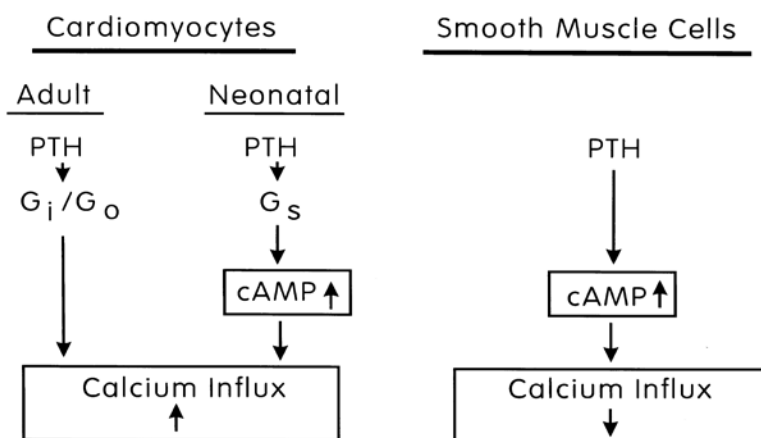 Cardiomyocytes
Adult
PTH
Gi/Go
Neonatal
PTH
Gs
cAMP ↑
Calcium Influx
↑
Smooth Muscle Cells
PTH
cAMP ↑
Calcium Influx
↓